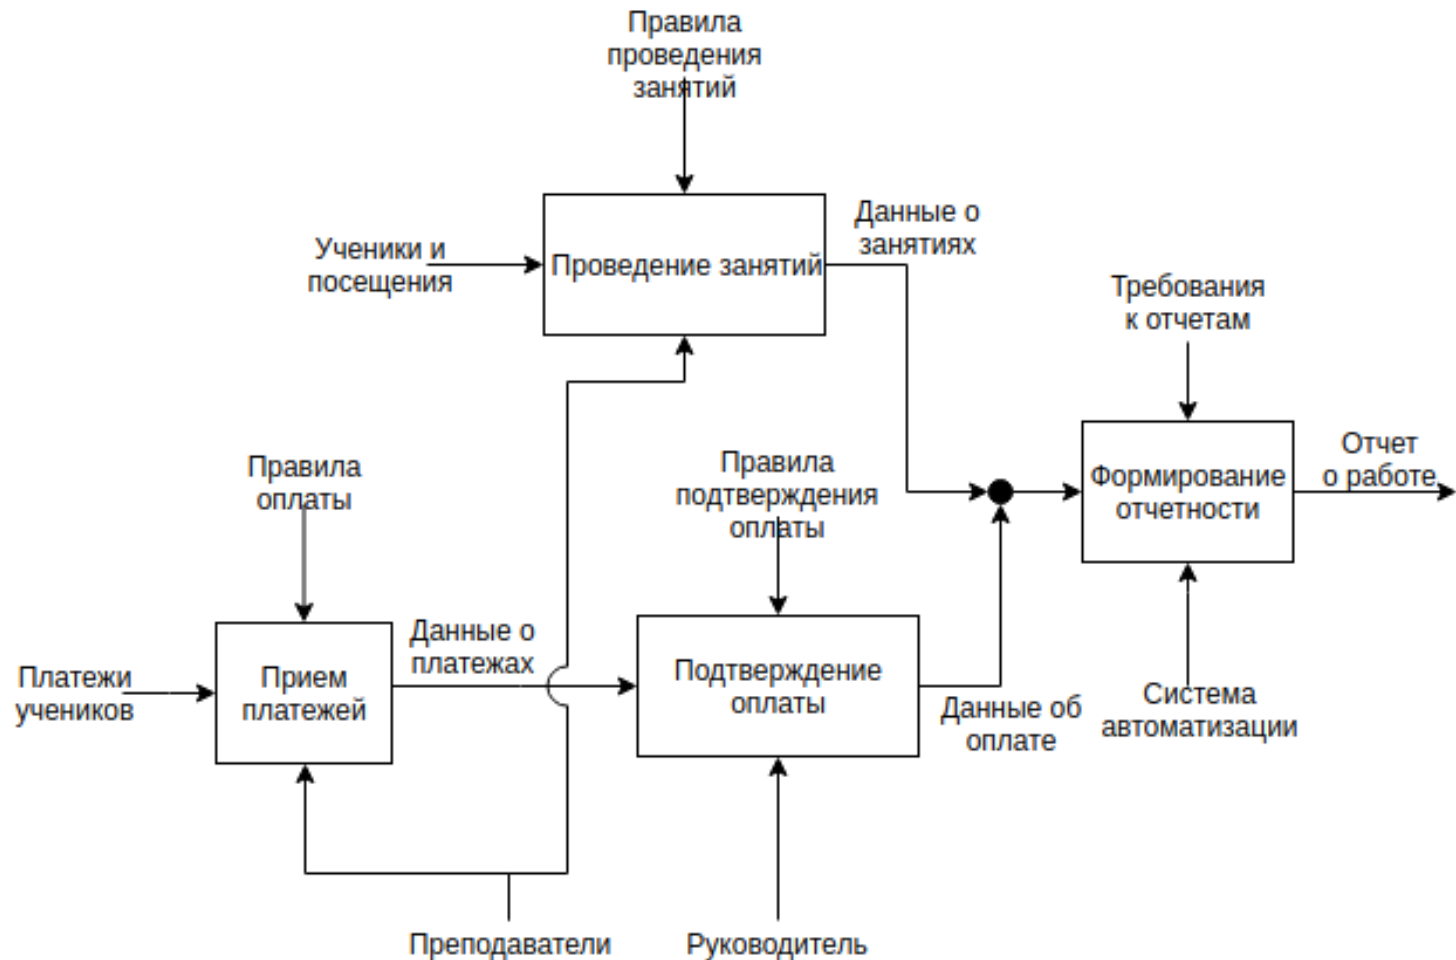 Правила
проведения
занятий
Ученики и
посещения
Проведение занятий
Данные о
занятиях
Требования
к отчетам
Правила
оплаты
Правила
подтверждения
оплаты
Формирование
отчетности
Отчет
о работе
Платежи
учеников
Прием
платежей
Данные о
платежах
Подтверждение
оплаты
Данные об
оплате
Система
автоматизации
Преподаватели
Руководитель